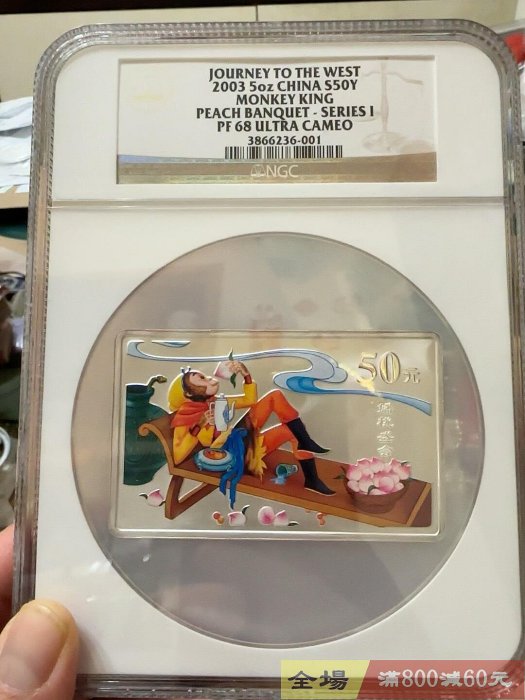 JOURNEY TO THE WEST
2003 5oz CHINA S50Y
MONKEY KING
PEACH BANQUET - SERIES I
PF 68 ULTRA CAMEO
3866236-001
NGC
50元
全場 滿800減60元